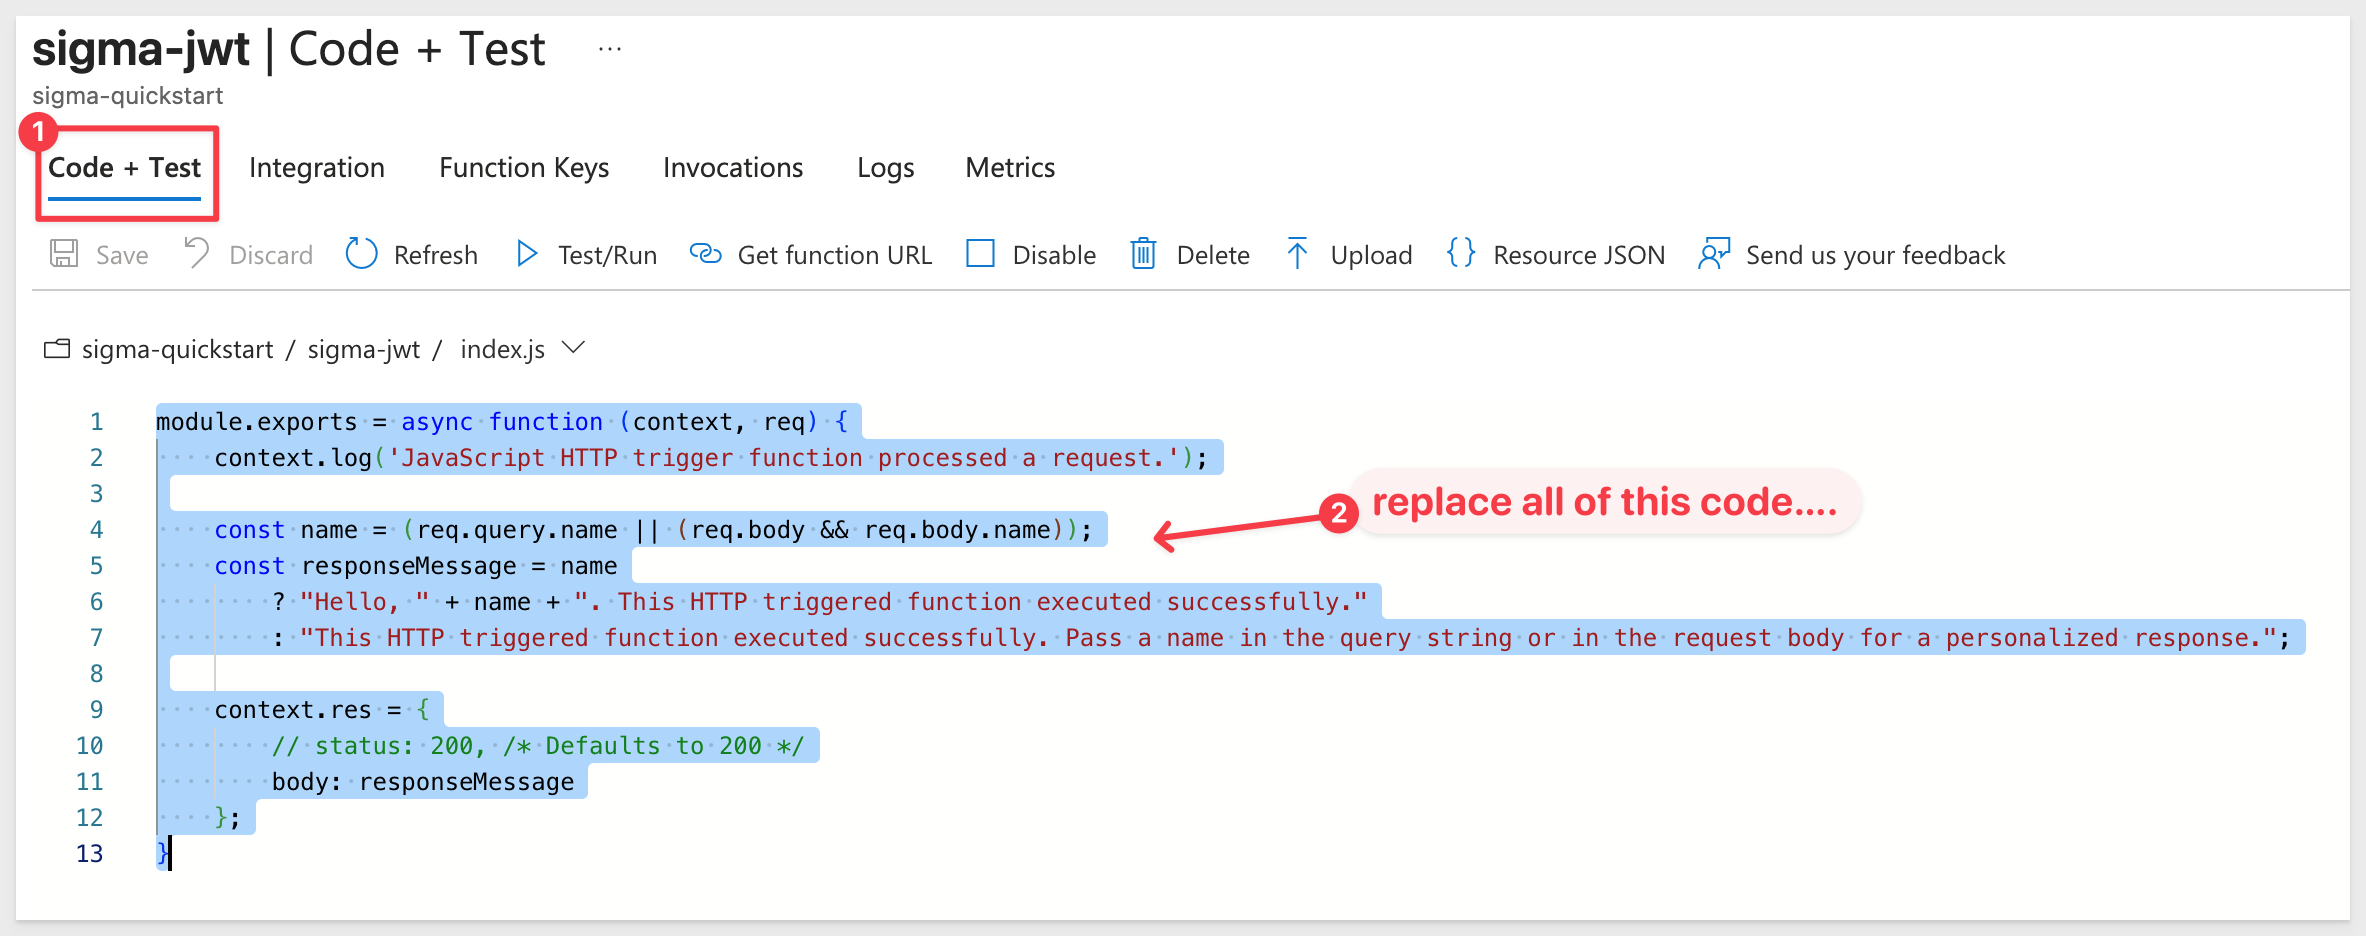 sigma-jwt | Code + Test ...
sigma-quickstart
1
Code + Test Integration Function Keys Invocations Logs Metrics
Save Discard Refresh Test/Run Get function URL Disable Delete Upload Resource JSON Send us your feedback
sigma-quickstart / sigma-jwt / index.js
1 module.exports = async function (context, req) {
2     context.log('JavaScript HTTP trigger function processed a request.');
3
4     const name = (req.query.name || (req.body && req.body.name));
5     const responseMessage = name
6         ? "Hello, " + name + ". This HTTP triggered function executed successfully."
7         : "This HTTP triggered function executed successfully. Pass a name in the query string or in the request body for a personalized response.";
8
9     context.res = {
10         // status: 200, /* Defaults to 200 */
11         body: responseMessage
12     };
13 }
2 replace all of this code....